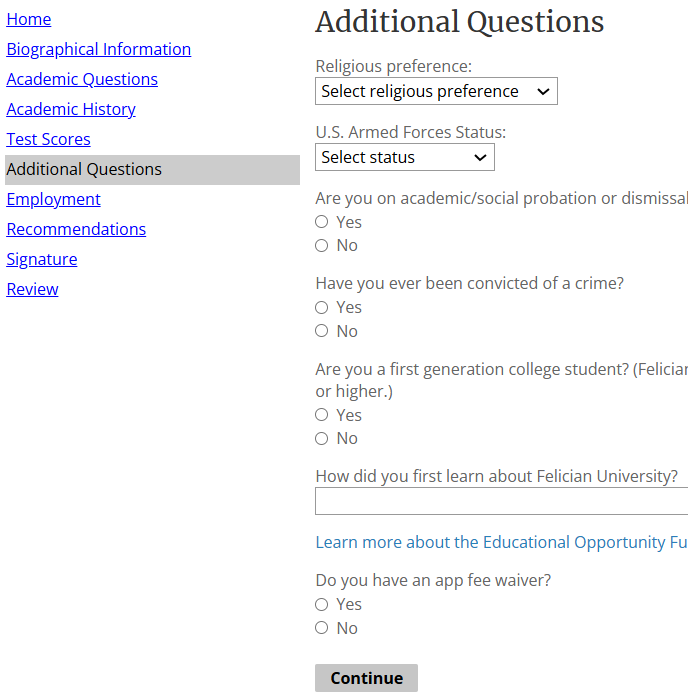 Home
Biographical Information
Academic Questions
Academic History
Test Scores
Additional Questions
Employment
Recommendations
Signature
Review
Additional Questions
Religious preference:
Select religious preference
U.S. Armed Forces Status:
Select status
Are you on academic/social probation or dismissal
Yes
No
Have you ever been convicted of a crime?
Yes
No
Are you a first generation college student? (Felician
or higher.)
Yes
No
How did you first learn about Felician University?
Learn more about the Educational Opportunity Fu
Do you have an app fee waiver?
Yes
No
Continue